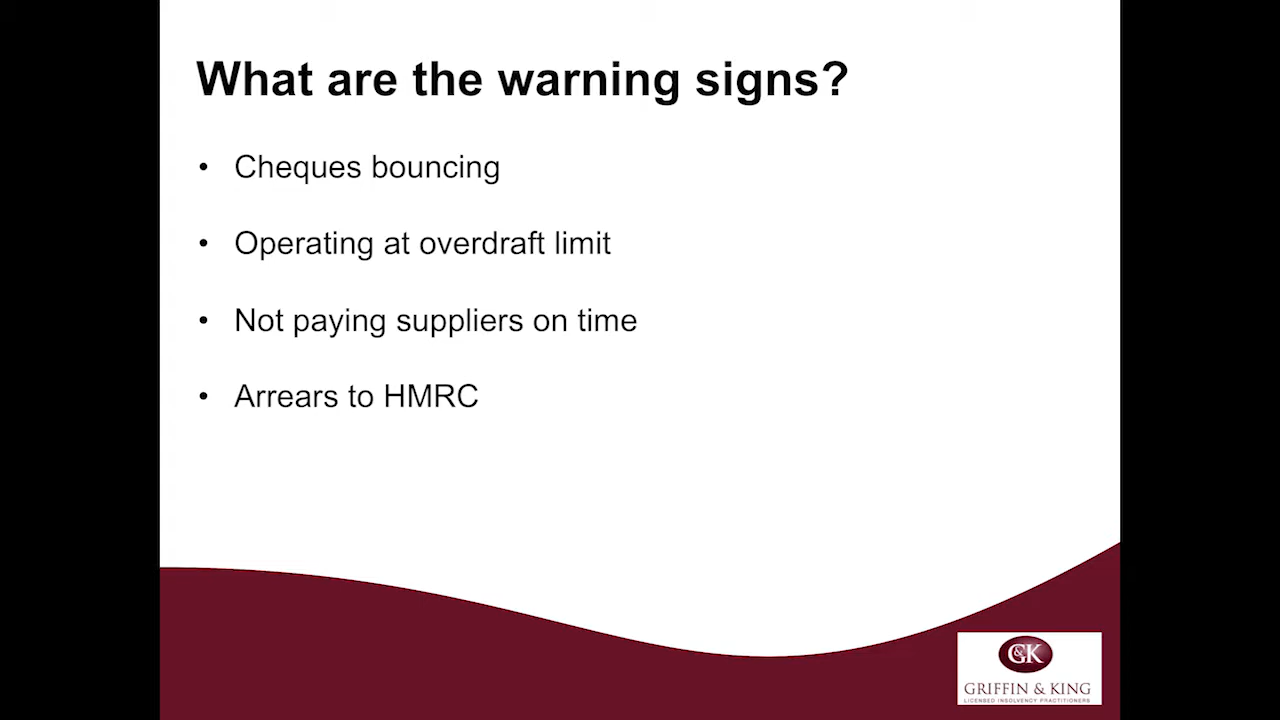 What are the warning signs?
• Cheques bouncing
• Operating at overdraft limit
• Not paying suppliers on time
• Arrears to HMRC
G&K
GRIFFIN & KING
LICENSED INSOLVENCY PRACTITIONERS